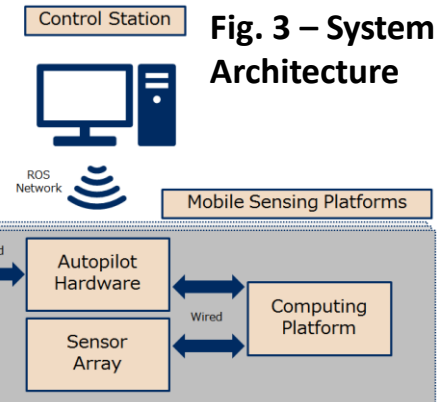 Control Station
Fig. 3 – System
Architecture
ROS
Network
Mobile Sensing Platforms
Autopilot
Hardware
Wired
Computing
Platform
Sensor
Array